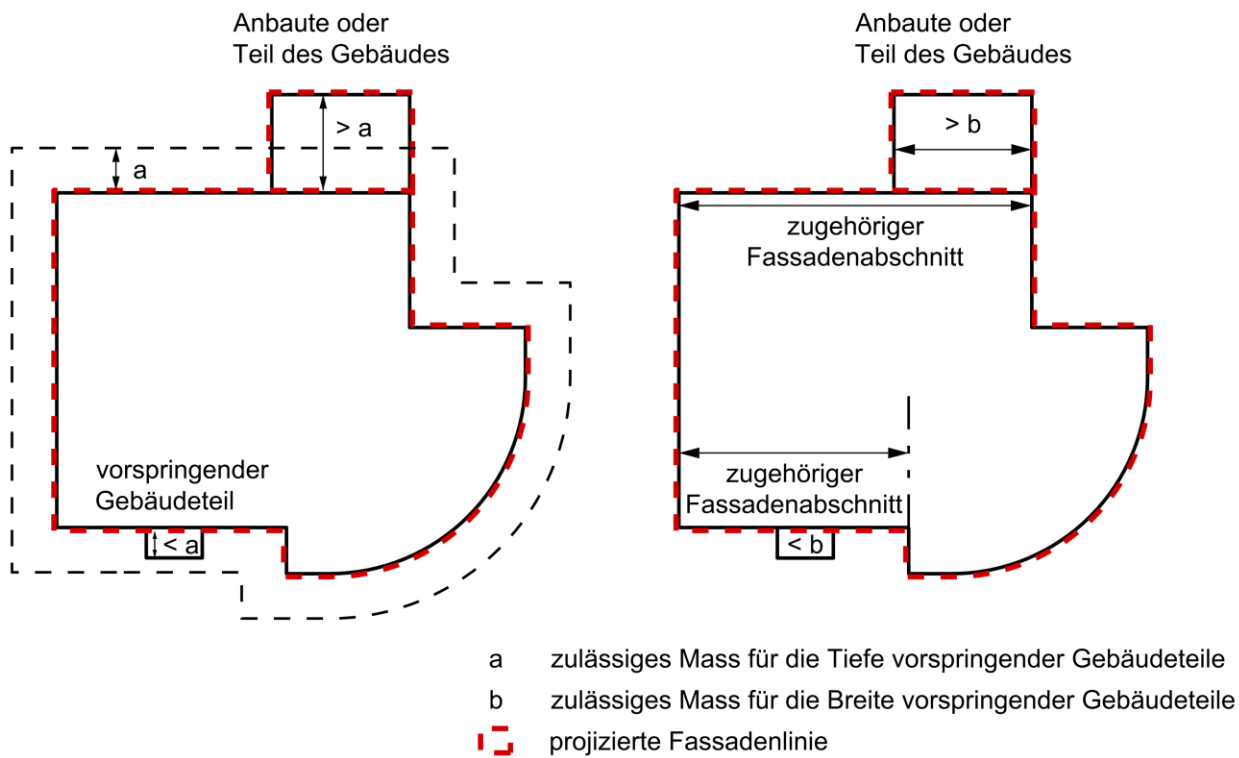 Anbaute oder
Teil des Gebäudes
> a
a
vorspringender
Gebäudeteil
< a
Anbaute oder
Teil des Gebäudes
> b
zugehöriger
Fassadenabschnitt
zugehöriger
Fassadenabschnitt
< b
a zulässiges Mass für die Tiefe vorspringender Gebäudeteile
b zulässiges Mass für die Breite vorspringender Gebäudeteile
projizierte Fassadenlinie